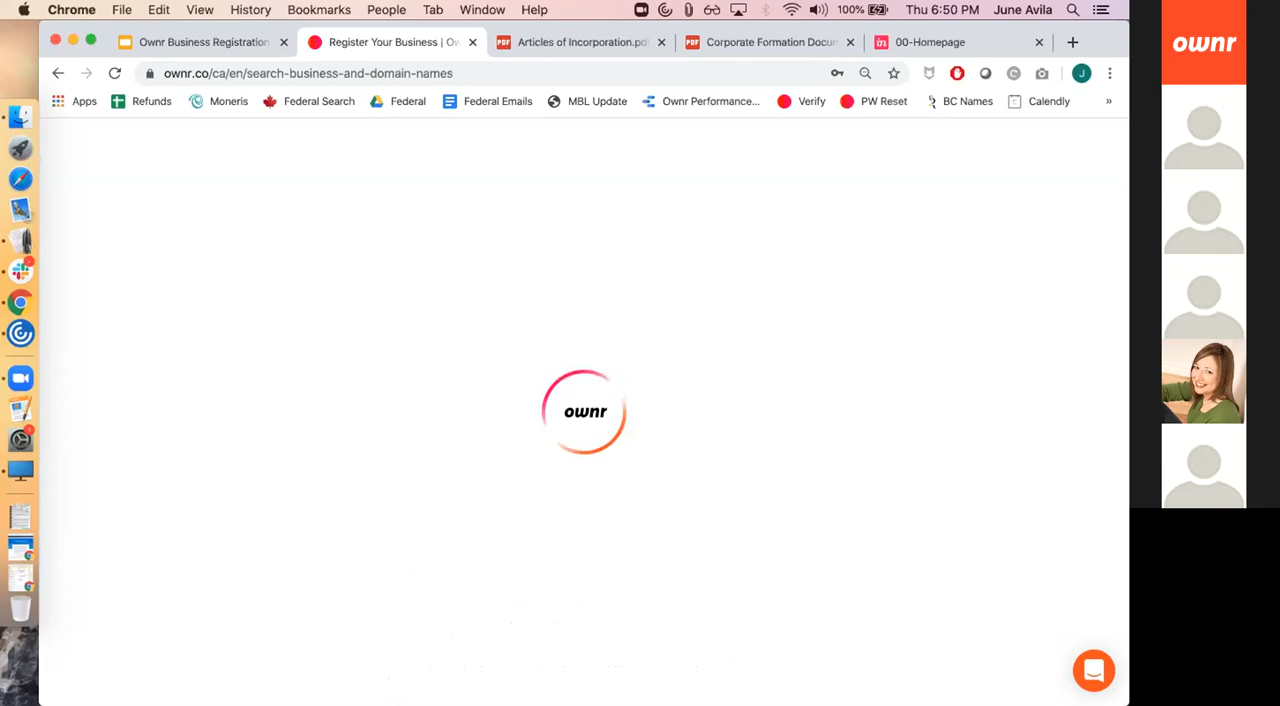 Chrome File Edit View History Bookmarks People Tab Window Help 100% Thu 6:50 PM June Avila
ownr
Ownr Business Registration Register Your Business | Ow Articles of Incorporation.pdf Corporate Formation Docum 00-Homepage
ownr.co/ca/en/search-business-and-domain-names J
Apps Refunds Moneris Federal Search Federal Federal Emails MBL Update Ownr Performance... Verify PW Reset BC Names Calendly »
ownr